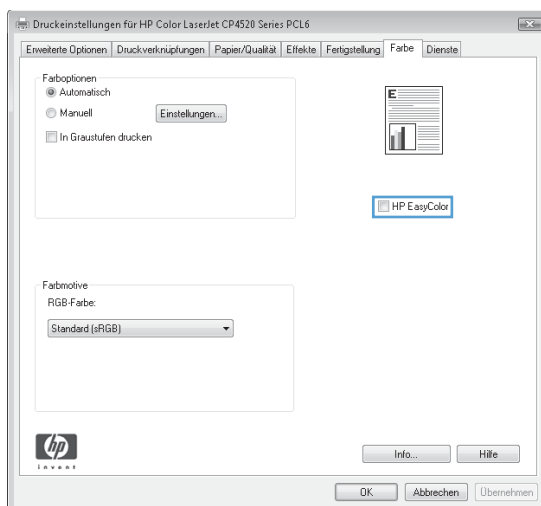 Druckeinstellungen für HP Color LaserJet CP4520 Series PCL6
Erweiterte Optionen Druckverknüpfungen Papier/Qualität Effekte Fertigstellung Farbe Dienste
Farboptionen
Automatisch
Manuell Einstellungen...
In Graustufen drucken
E
HP EasyColor
Farbmotive
RGB-Farbe:
Standard (sRGB)
hp
invent
Info... Hilfe
OK Abbrechen Übernehmen